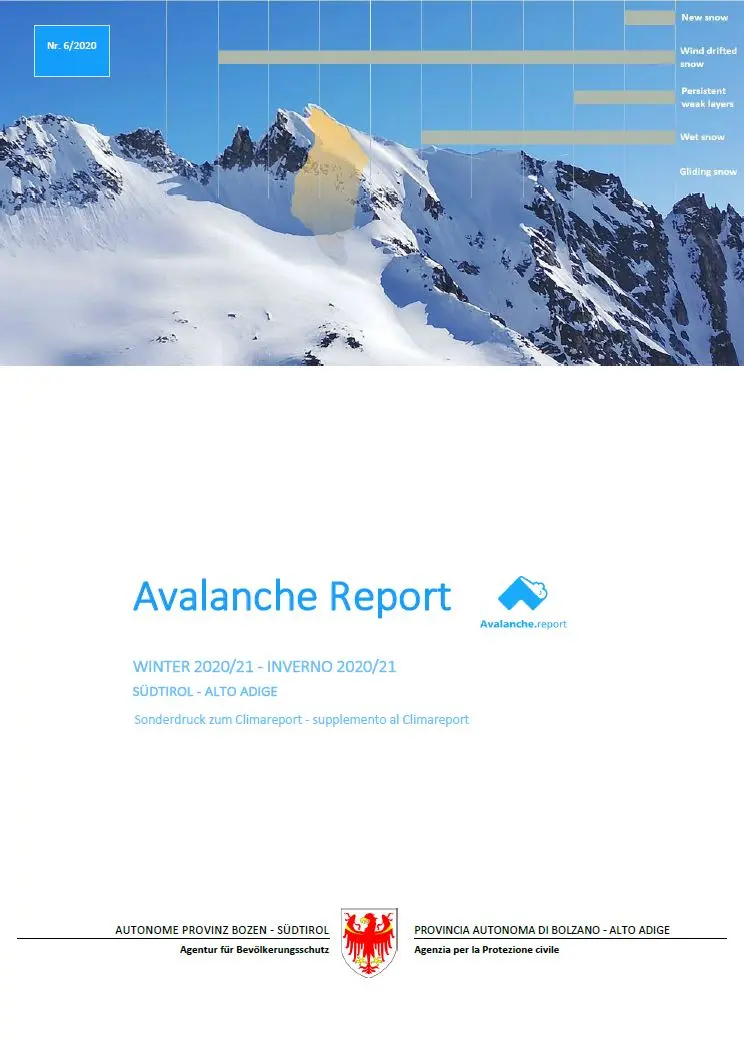 Nr. 6/2020
New snow
Wind drifted
snow
Persistent
weak layers
Wet snow
Gliding snow
Avalanche Report
Avalanche.report
WINTER 2020/21 - INVERNO 2020/21
SÜDTIROL - ALTO ADIGE
Sonderdruck zum Climareport - supplemento al Climareport
AUTONOME PROVINZ BOZEN - SÜDTIROL
Agentur für Bevölkerungsschutz
PROVINCIA AUTONOMA DI BOLZANO - ALTO ADIGE
Agenzia per la Protezione civile